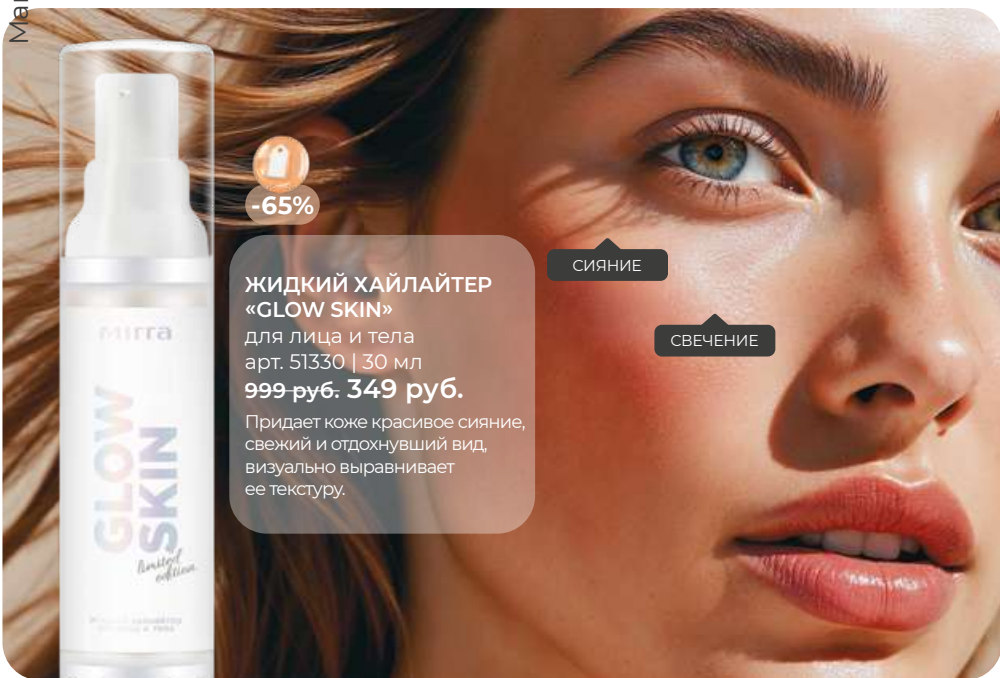 -65%
ЖИДКИЙ ХАЙЛАЙТЕР
«GLOW SKIN»
для лица и тела
арт. 51330 | 30 мл
999 руб. 349 руб.
Придает коже красивое сияние,
свежий и отдохнувший вид,
визуально выравнивает
ее текстуру.
СИЯНИЕ
СВЕЧЕНИЕ
mirra
GLOW
SKIN
limited
edition